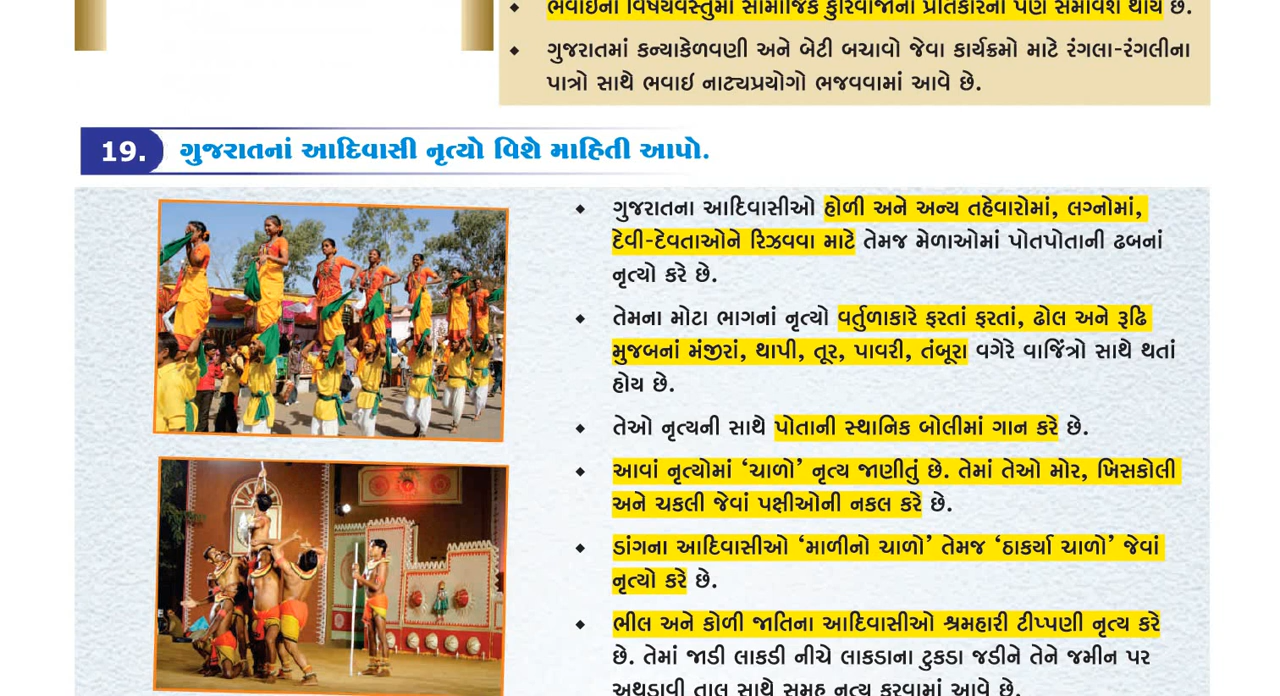 ભવાઇના વિષયવસ્તુમાં સામાજિક કુરિવાજોના પ્રતિકારનો પણ સમાવેશ થાય છે.
ગુજરાતમાં કન્યાકેળવણી અને બેટી બચાવો જેવા કાર્યક્રમો માટે રંગલા-રંગલીના
પાત્રો સાથે ભવાઇ નાટ્યપ્રયોગો ભજવવામાં આવે છે.
19. ગુજરાતનાં આદિવાસી નૃત્યો વિશે માહિતી આપો.
ગુજરાતના આદિવાસીઓ હોળી અને અન્ય તહેવારોમાં, લગ્નોમાં,
દેવી-દેવતાઓને રિઝવવા માટે તેમજ મેળાઓમાં પોતપોતાની ઢબનાં
નૃત્યો કરે છે.
તેમના મોટા ભાગનાં નૃત્યો વર્તુળાકારે ફરતાં ફરતાં, ઢોલ અને રૂઢિ
મુજબનાં મંજીરાં, થાપી, તૂર, પાવરી, તંબૂરા વગેરે વાજિંત્રો સાથે થતાં
હોય છે.
તેઓ નૃત્યની સાથે પોતાની સ્થાનિક બોલીમાં ગાન કરે છે.
આવાં નૃત્યોમાં ‘ચાળો’ નૃત્ય જાણીતું છે. તેમાં તેઓ મોર, ખિસકોલી
અને ચકલી જેવાં પક્ષીઓની નકલ કરે છે.
ડાંગના આદિવાસીઓ ‘માળીનો ચાળો’ તેમજ ‘ઠાકર્યા ચાળો’ જેવાં
નૃત્યો કરે છે.
ભીલ અને કોળી જાતિના આદિવાસીઓ શ્રમહારી ટીપ્પણી નૃત્ય કરે
છે. તેમાં જાડી લાકડી નીચે લાકડાના ટુકડા જડીને તેને જમીન પર
અથડાવી તાલ સાથે સમૂહ નૃત્ય કરવામાં આવે છે.